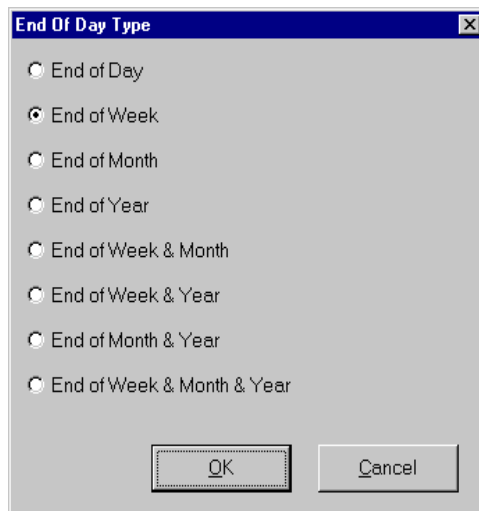 End Of Day Type
End of Day
End of Week
End of Month
End of Year
End of Week & Month
End of Week & Year
End of Month & Year
End of Week & Month & Year
OK
Cancel